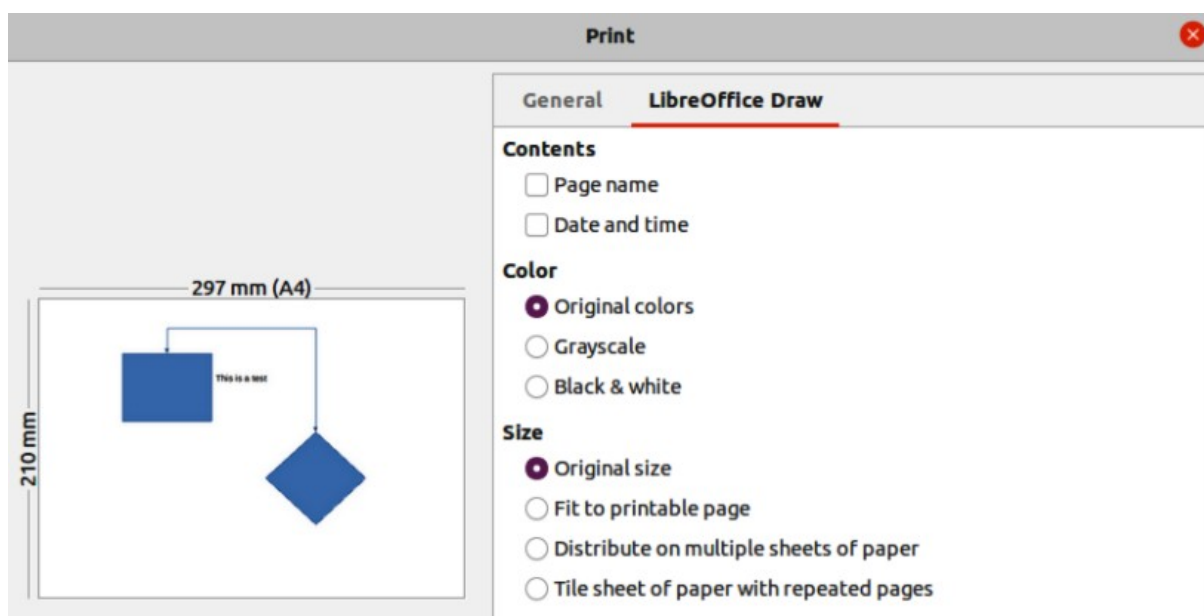 Print
General LibreOffice Draw
Contents
Page name
Date and time
Color
Original colors
Grayscale
Black & white
Size
Original size
Fit to printable page
Distribute on multiple sheets of paper
Tile sheet of paper with repeated pages
297 mm (A4)
210 mm
This is a test